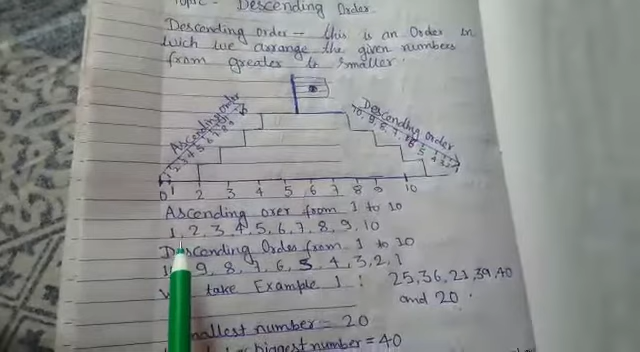 Topic - Descending Order.
Descending order - this is an Order in
wich we arrange the given numbers
from greater to smaller.
Ascending order
Descending order
10, 9, 8, 7, 6, 5, 4, 3, 2, 1
0 1 2 3 4 5 6 7 8 9 10
Ascending orer from 1 to 10
1, 2, 3, 4, 5, 6, 7, 8, 9, 10
Descending Order from 1 to 10
9, 8, 7, 6, 5, 4, 3, 2, 1
take Example 1 : 25, 36, 21, 39, 40
and 20.
smallest number = 20
biggest number = 40